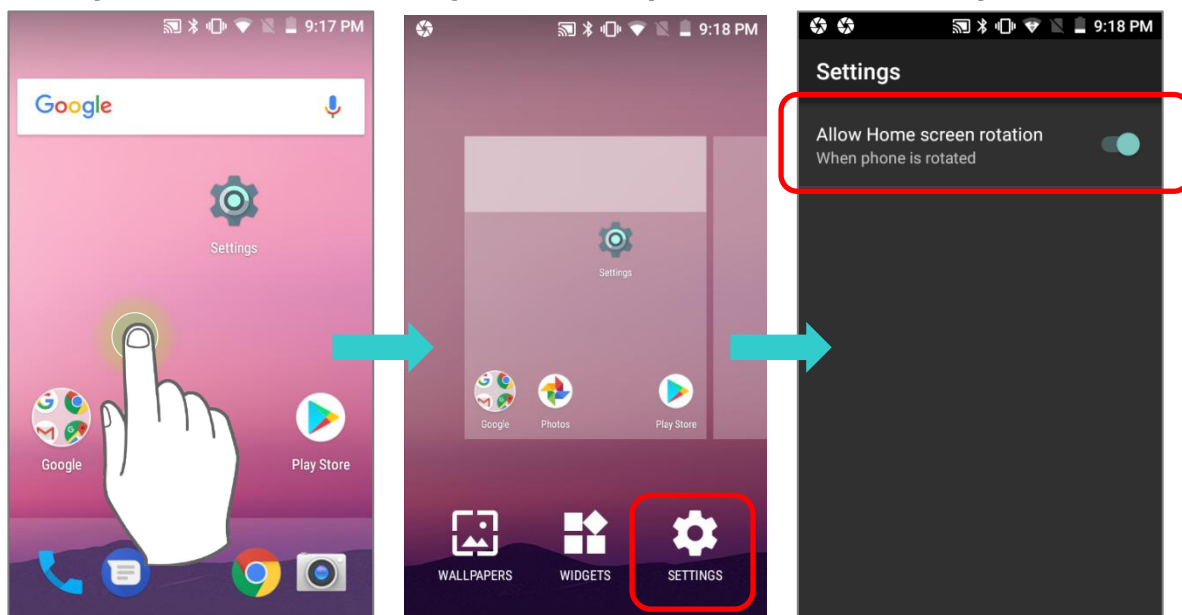 9:17 PM
Google
Settings
Google
Play Store
9:18 PM
Settings
Google
Photos
Play Store
WALLPAPERS
WIDGETS
SETTINGS
9:18 PM
Settings
Allow Home screen rotation
When phone is rotated